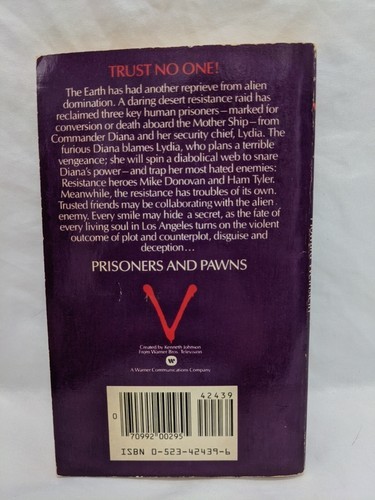 TRUST NO ONE!
The Earth has had another reprieve from alien
domination. A daring desert resistance raid has
reclaimed three key human prisoners—marked for
conversion or death aboard the Mother Ship—from
Commander Diana and her security chief, Lydia. The
furious Diana blames Lydia, who plans a terrible
vengeance; she will spin a diabolical web to snare
Diana's power—and trap her most hated enemies:
Resistance heroes Mike Donovan and Ham Tyler.
Meanwhile, the resistance has troubles of its own.
Trusted friends may be collaborating with the alien
enemy. Every smile may hide a secret, as the fate of
every living soul in Los Angeles turns on the violent
outcome of plot and counterplot, disguise and
deception...
PRISONERS AND PAWNS
V
Created by Kenneth Johnson
From Warner Bros. Television
A Warner Communications Company
42439
0
70992 00295
ISBN 0-523-42439-6